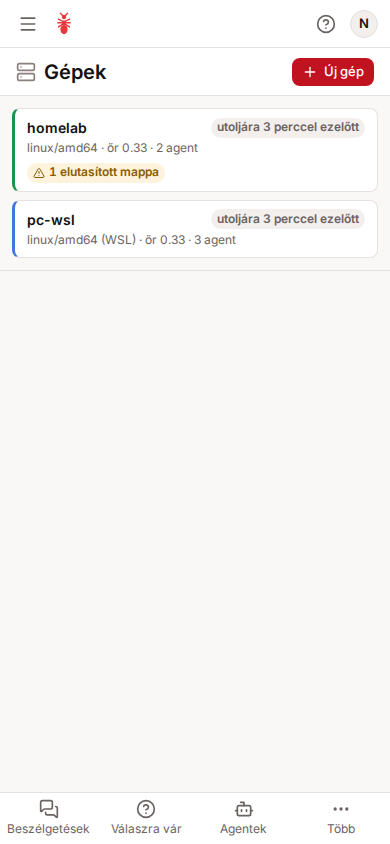 N
Gépek
Új gép
homelab
utoljára 3 perccel ezelőtt
linux/amd64 · őr 0.33 · 2 agent
1 elutasított mappa
pc-wsl
utoljára 3 perccel ezelőtt
linux/amd64 (WSL) · őr 0.33 · 3 agent
Beszélgetések
Válaszra vár
Agentek
Több